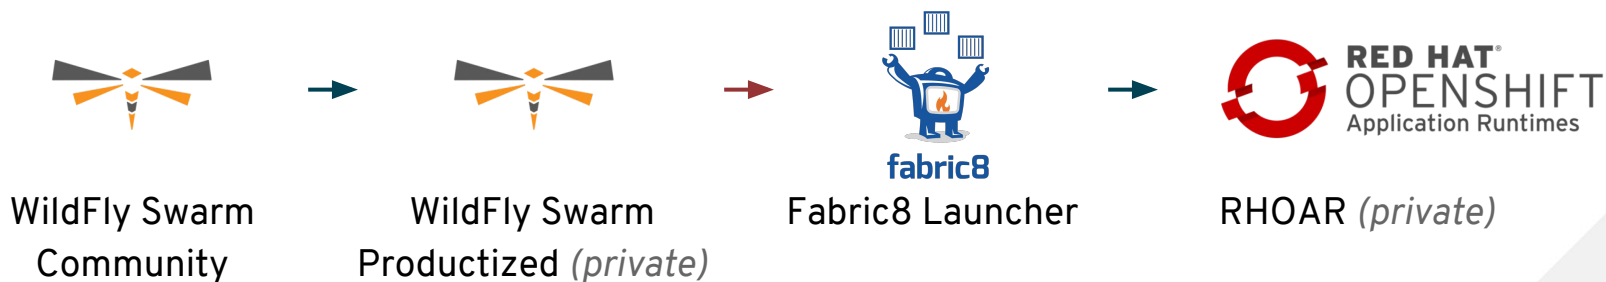 RED HAT®
OPENSHIFT
Application Runtimes
fabric8
WildFly Swarm
Community
WildFly Swarm
Productized (private)
Fabric8 Launcher
RHOAR (private)